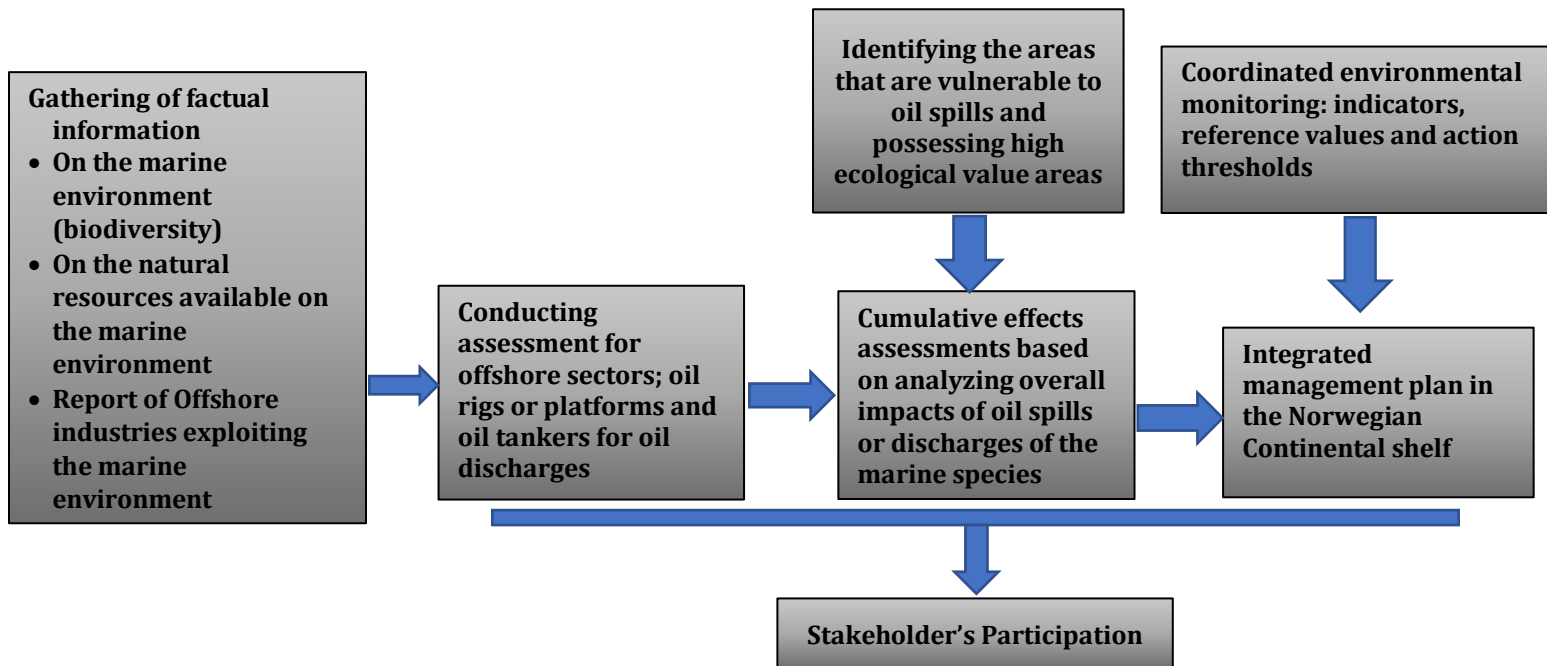 Gathering of factual
information
• On the marine
environment
(biodiversity)
• On the natural
resources available on
the marine
environment
• Report of Offshore
industries exploiting
the marine
environment
Conducting
assessment for
offshore sectors; oil
rigs or platforms and
oil tankers for oil
discharges
Identifying the areas
that are vulnerable to
oil spills and
possessing high
ecological value areas
Cumulative effects
assessments based
on analyzing overall
impacts of oil spills
or discharges of the
marine species
Coordinated environmental
monitoring: indicators,
reference values and action
thresholds
Integrated
management plan in
the Norwegian
Continental shelf
Stakeholder’s Participation